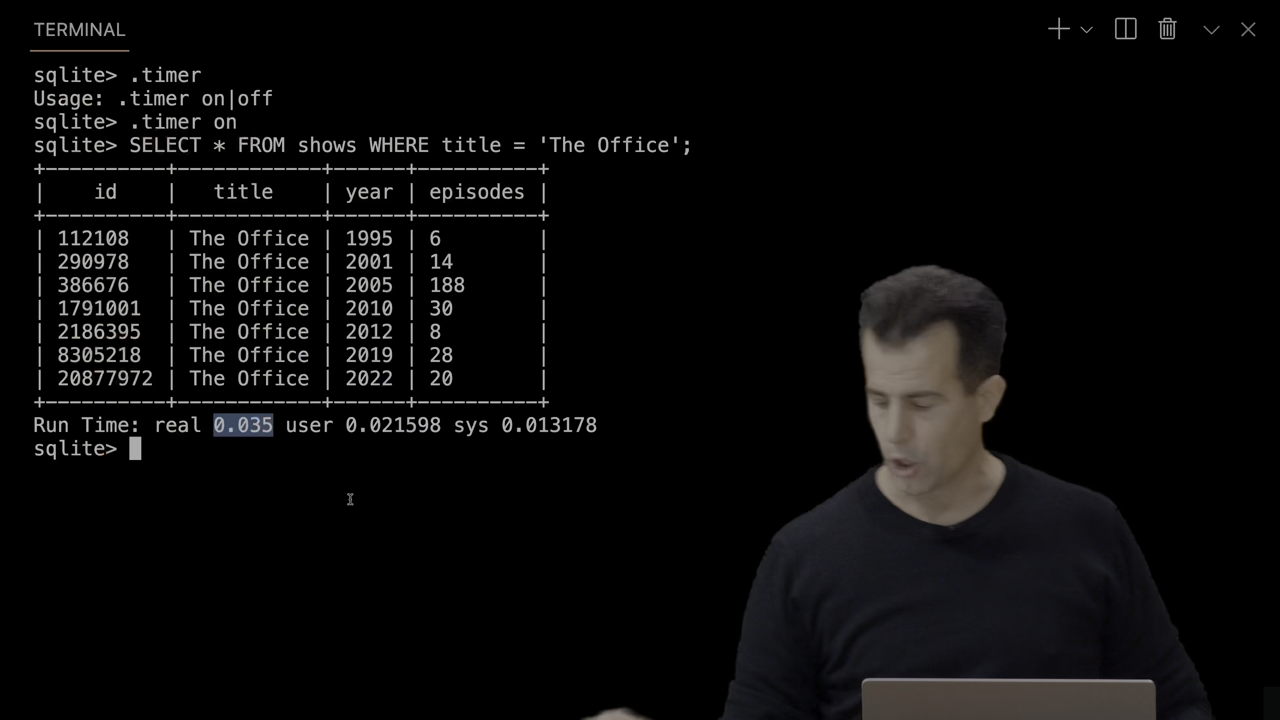 TERMINAL
sqlite> .timer
Usage: .timer on|off
sqlite> .timer on
sqlite> SELECT * FROM shows WHERE title = 'The Office';
+----------+------------+------+----------+
|    id    |   title    | year | episodes |
+----------+------------+------+----------+
| 112108   | The Office | 1995 | 6        |
| 290978   | The Office | 2001 | 14       |
| 386676   | The Office | 2005 | 188      |
| 1791001  | The Office | 2010 | 30       |
| 2186395  | The Office | 2012 | 8        |
| 8305218  | The Office | 2019 | 28       |
| 20877972 | The Office | 2022 | 20       |
+----------+------------+------+----------+
Run Time: real 0.035 user 0.021598 sys 0.013178
sqlite>